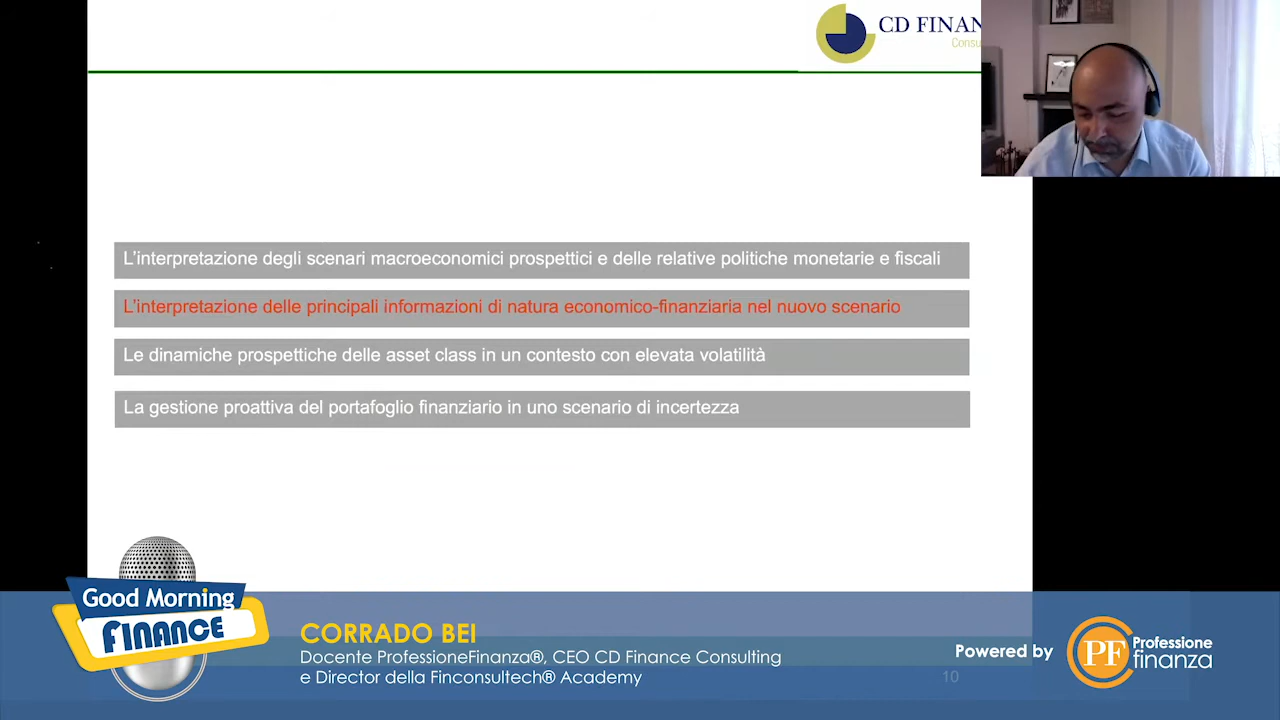 CD FINAN
Consu
L'interpretazione degli scenari macroeconomici prospettici e delle relative politiche monetarie e fiscali
L'interpretazione delle principali informazioni di natura economico-finanziaria nel nuovo scenario
Le dinamiche prospettiche delle asset class in un contesto con elevata volatilità
La gestione proattiva del portafoglio finanziario in uno scenario di incertezza
Good Morning
FINANCE
CORRADO BEI
Docente ProfessioneFinanza®, CEO CD Finance Consulting
e Director della Finconsultech® Academy
10
Powered by
PF
Professione
finanza